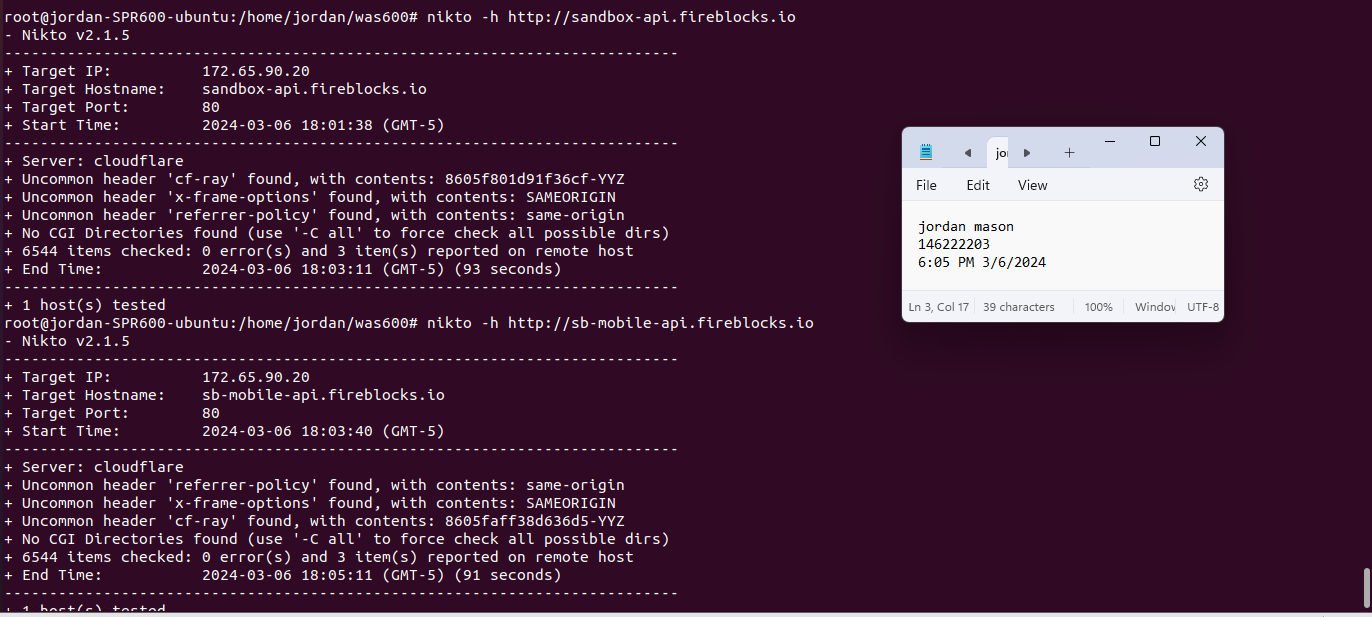 root@jordan-SPR600-ubuntu:/home/jordan/was600# nikto -h http://sandbox-api.fireblocks.io
- Nikto v2.1.5
---------------------------------------------------------------------------
+ Target IP:          172.65.90.20
+ Target Hostname:    sandbox-api.fireblocks.io
+ Target Port:        80
+ Start Time:         2024-03-06 18:01:38 (GMT-5)
---------------------------------------------------------------------------
+ Server: cloudflare
+ Uncommon header 'cf-ray' found, with contents: 8605f801d91f36cf-YYZ
+ Uncommon header 'x-frame-options' found, with contents: SAMEORIGIN
+ Uncommon header 'referrer-policy' found, with contents: same-origin
+ No CGI Directories found (use '-C all' to force check all possible dirs)
+ 6544 items checked: 0 error(s) and 3 item(s) reported on remote host
+ End Time:           2024-03-06 18:03:11 (GMT-5) (93 seconds)
---------------------------------------------------------------------------
+ 1 host(s) tested
root@jordan-SPR600-ubuntu:/home/jordan/was600# nikto -h http://sb-mobile-api.fireblocks.io
- Nikto v2.1.5
---------------------------------------------------------------------------
+ Target IP:          172.65.90.20
+ Target Hostname:    sb-mobile-api.fireblocks.io
+ Target Port:        80
+ Start Time:         2024-03-06 18:03:40 (GMT-5)
---------------------------------------------------------------------------
+ Server: cloudflare
+ Uncommon header 'referrer-policy' found, with contents: same-origin
+ Uncommon header 'x-frame-options' found, with contents: SAMEORIGIN
+ Uncommon header 'cf-ray' found, with contents: 8605faff38d636d5-YYZ
+ No CGI Directories found (use '-C all' to force check all possible dirs)
+ 6544 items checked: 0 error(s) and 3 item(s) reported on remote host
+ End Time:           2024-03-06 18:05:11 (GMT-5) (91 seconds)
---------------------------------------------------------------------------
+ 1 host(s) tested
jor
File Edit View
jordan mason
146222203
6:05 PM 3/6/2024
Ln 3, Col 17 39 characters 100% Window UTF-8